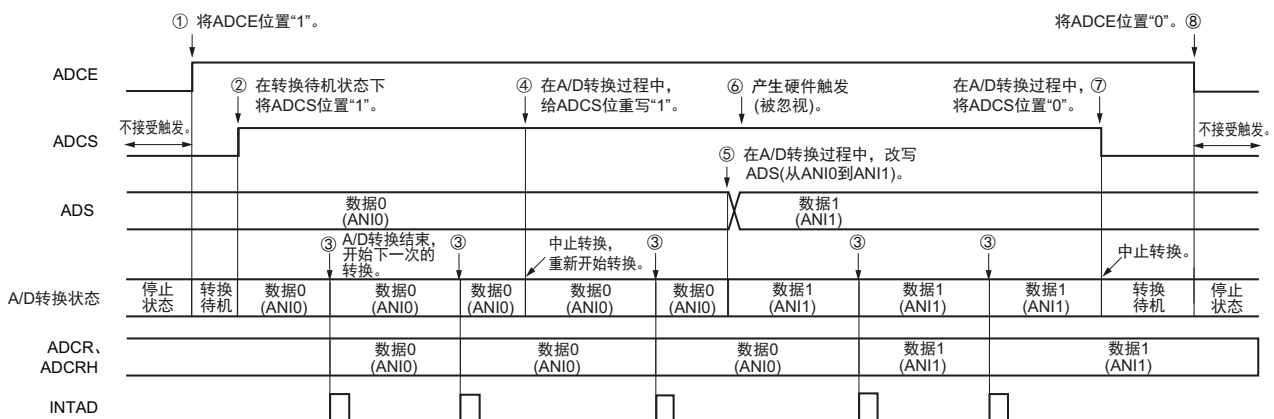 ① 将ADCE位置“1”。
将ADCE位置“0”。⑧
ADCE
② 在转换待机状态下
将ADCS位置“1”。
④ 在A/D转换过程中，
给ADCS位重写“1”。
⑥ 产生硬件触发
(被忽视)。
在A/D转换过程中，⑦
将ADCS位置“0”。
不接受触发。
ADCS
不接受触发。
⑤ 在A/D转换过程中，改写
ADS(从ANI0到ANI1)。
ADS
数据0
(ANI0)
数据1
(ANI1)
③ A/D转换结束，
开始下一次的
转换。
③
中止转换，
重新开始转换。
③
③
③
中止转换。
A/D转换状态
停止
状态
转换
待机
数据0
(ANI0)
数据0
(ANI0)
数据0
(ANI0)
数据0
(ANI0)
数据0
(ANI0)
数据1
(ANI1)
数据1
(ANI1)
数据1
(ANI1)
转换
待机
停止
状态
ADCR、
ADCRH
数据0
(ANI0)
数据0
(ANI0)
数据0
(ANI0)
数据1
(ANI1)
数据1
(ANI1)
INTAD